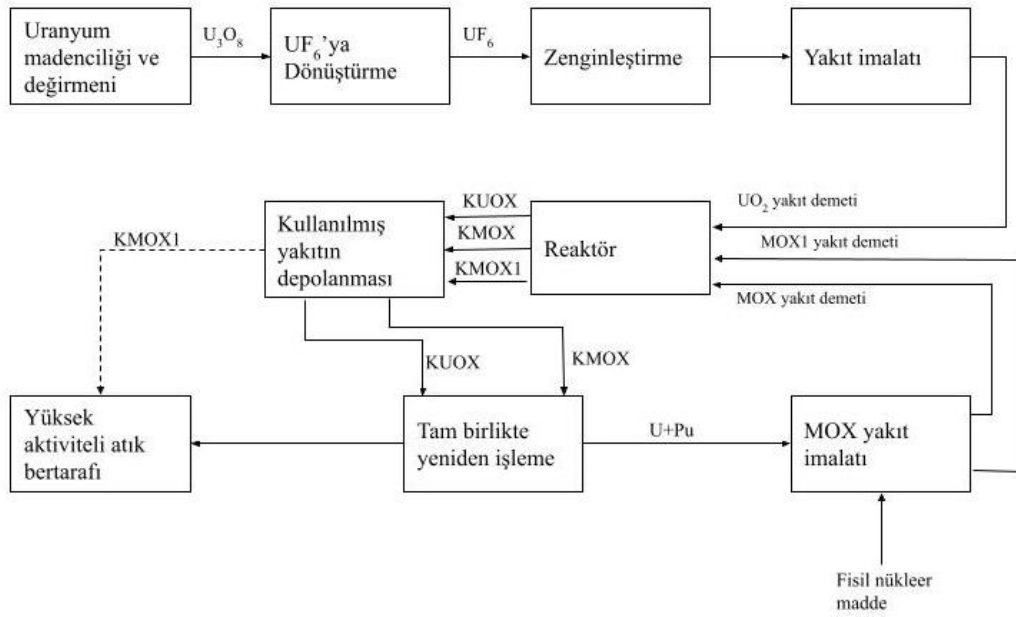 Uranyum
madenciliği ve
değirmeni
U₃O₈
UF₆'ya
Dönüştürme
UF₆
Zenginleştirme
Yakıt imalatı
UO₂ yakıt demeti
MOX1 yakıt demeti
MOX yakıt demeti
Reaktör
KUOX
KMOX
KMOX1
Kullanılmış
yakıtın
depolanması
KMOX1
KUOX
KMOX
Yüksek
aktiviteli atık
bertarafı
Tam birlikte
yeniden işleme
U+Pu
MOX yakıt
imalatı
Fisil nükleer
madde